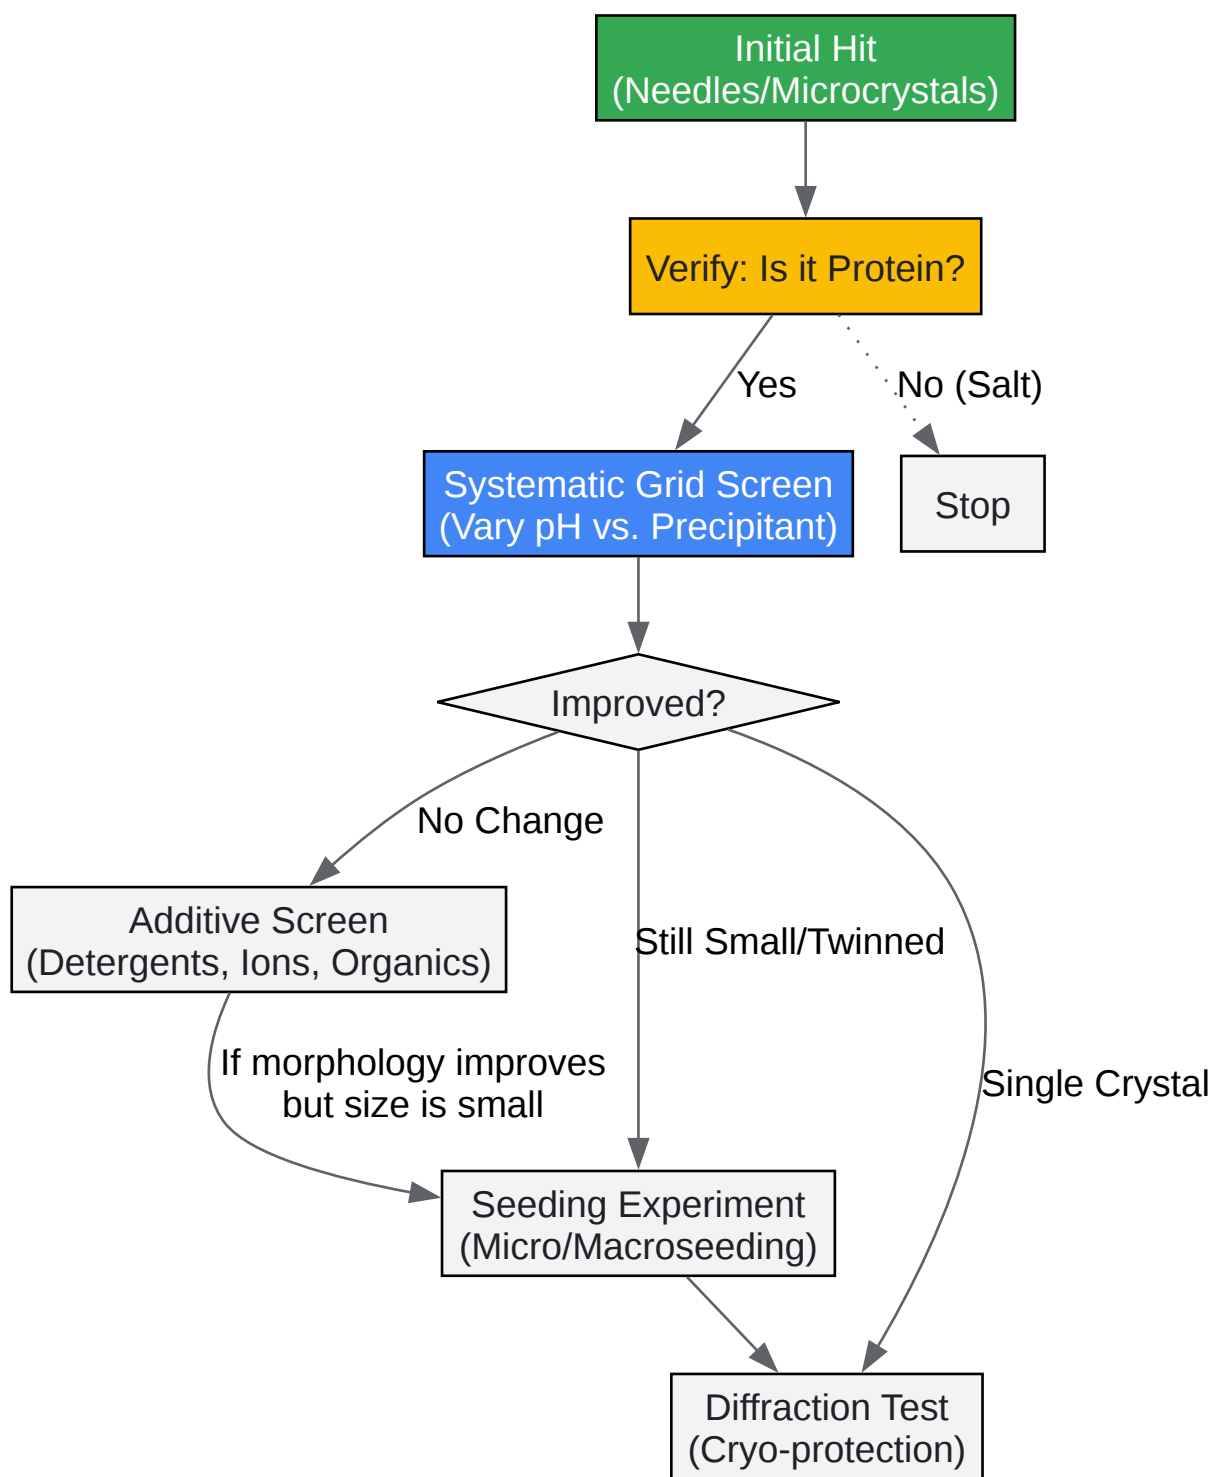 Initial Hit
(Needles/Microcrystals)
Verify: Is it Protein?
Yes
No (Salt)
Systematic Grid Screen
(Vary pH vs. Precipitant)
Stop
Improved?
No Change
Additive Screen
(Detergents, Ions, Organics)
Still Small/Twinned
If morphology improves
but size is small
Single Crystal
Seeding Experiment
(Micro/Macroseeding)
Diffraction Test
(Cryo-protection)